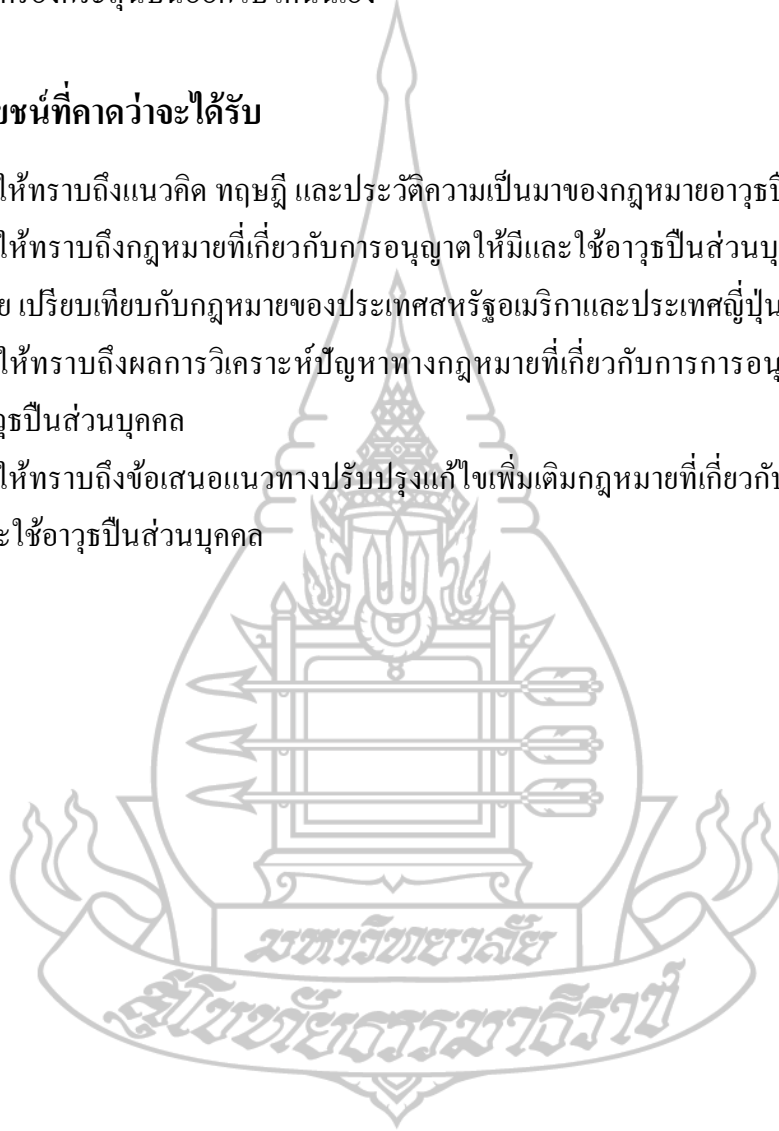 ยชน์ที่คาดว่าจะได้รับ
ให้ทราบถึงแนวคิด ทฤษฎี และประวัติความเป็นมาของกฎหมายอาวุธปื
ให้ทราบถึงกฎหมายที่เกี่ยวกับการอนุญาตให้มีและใช้อาวุธปืนส่วนบุ
ย เปรียบเทียบกับกฎหมายของประเทศสหรัฐอเมริกาและประเทศญี่ปุ่น
ให้ทราบถึงผลการวิเคราะห์ปัญหาทางกฎหมายที่เกี่ยวกับการการอนุ
วุธปืนส่วนบุคคล
ให้ทราบถึงข้อเสนอแนวทางปรับปรุงแก้ไขเพิ่มเติมกฎหมายที่เกี่ยวกับ
ะใช้อาวุธปืนส่วนบุคคล
มหาวิทยาลัย
สุโขทัยธรรมาธิราช